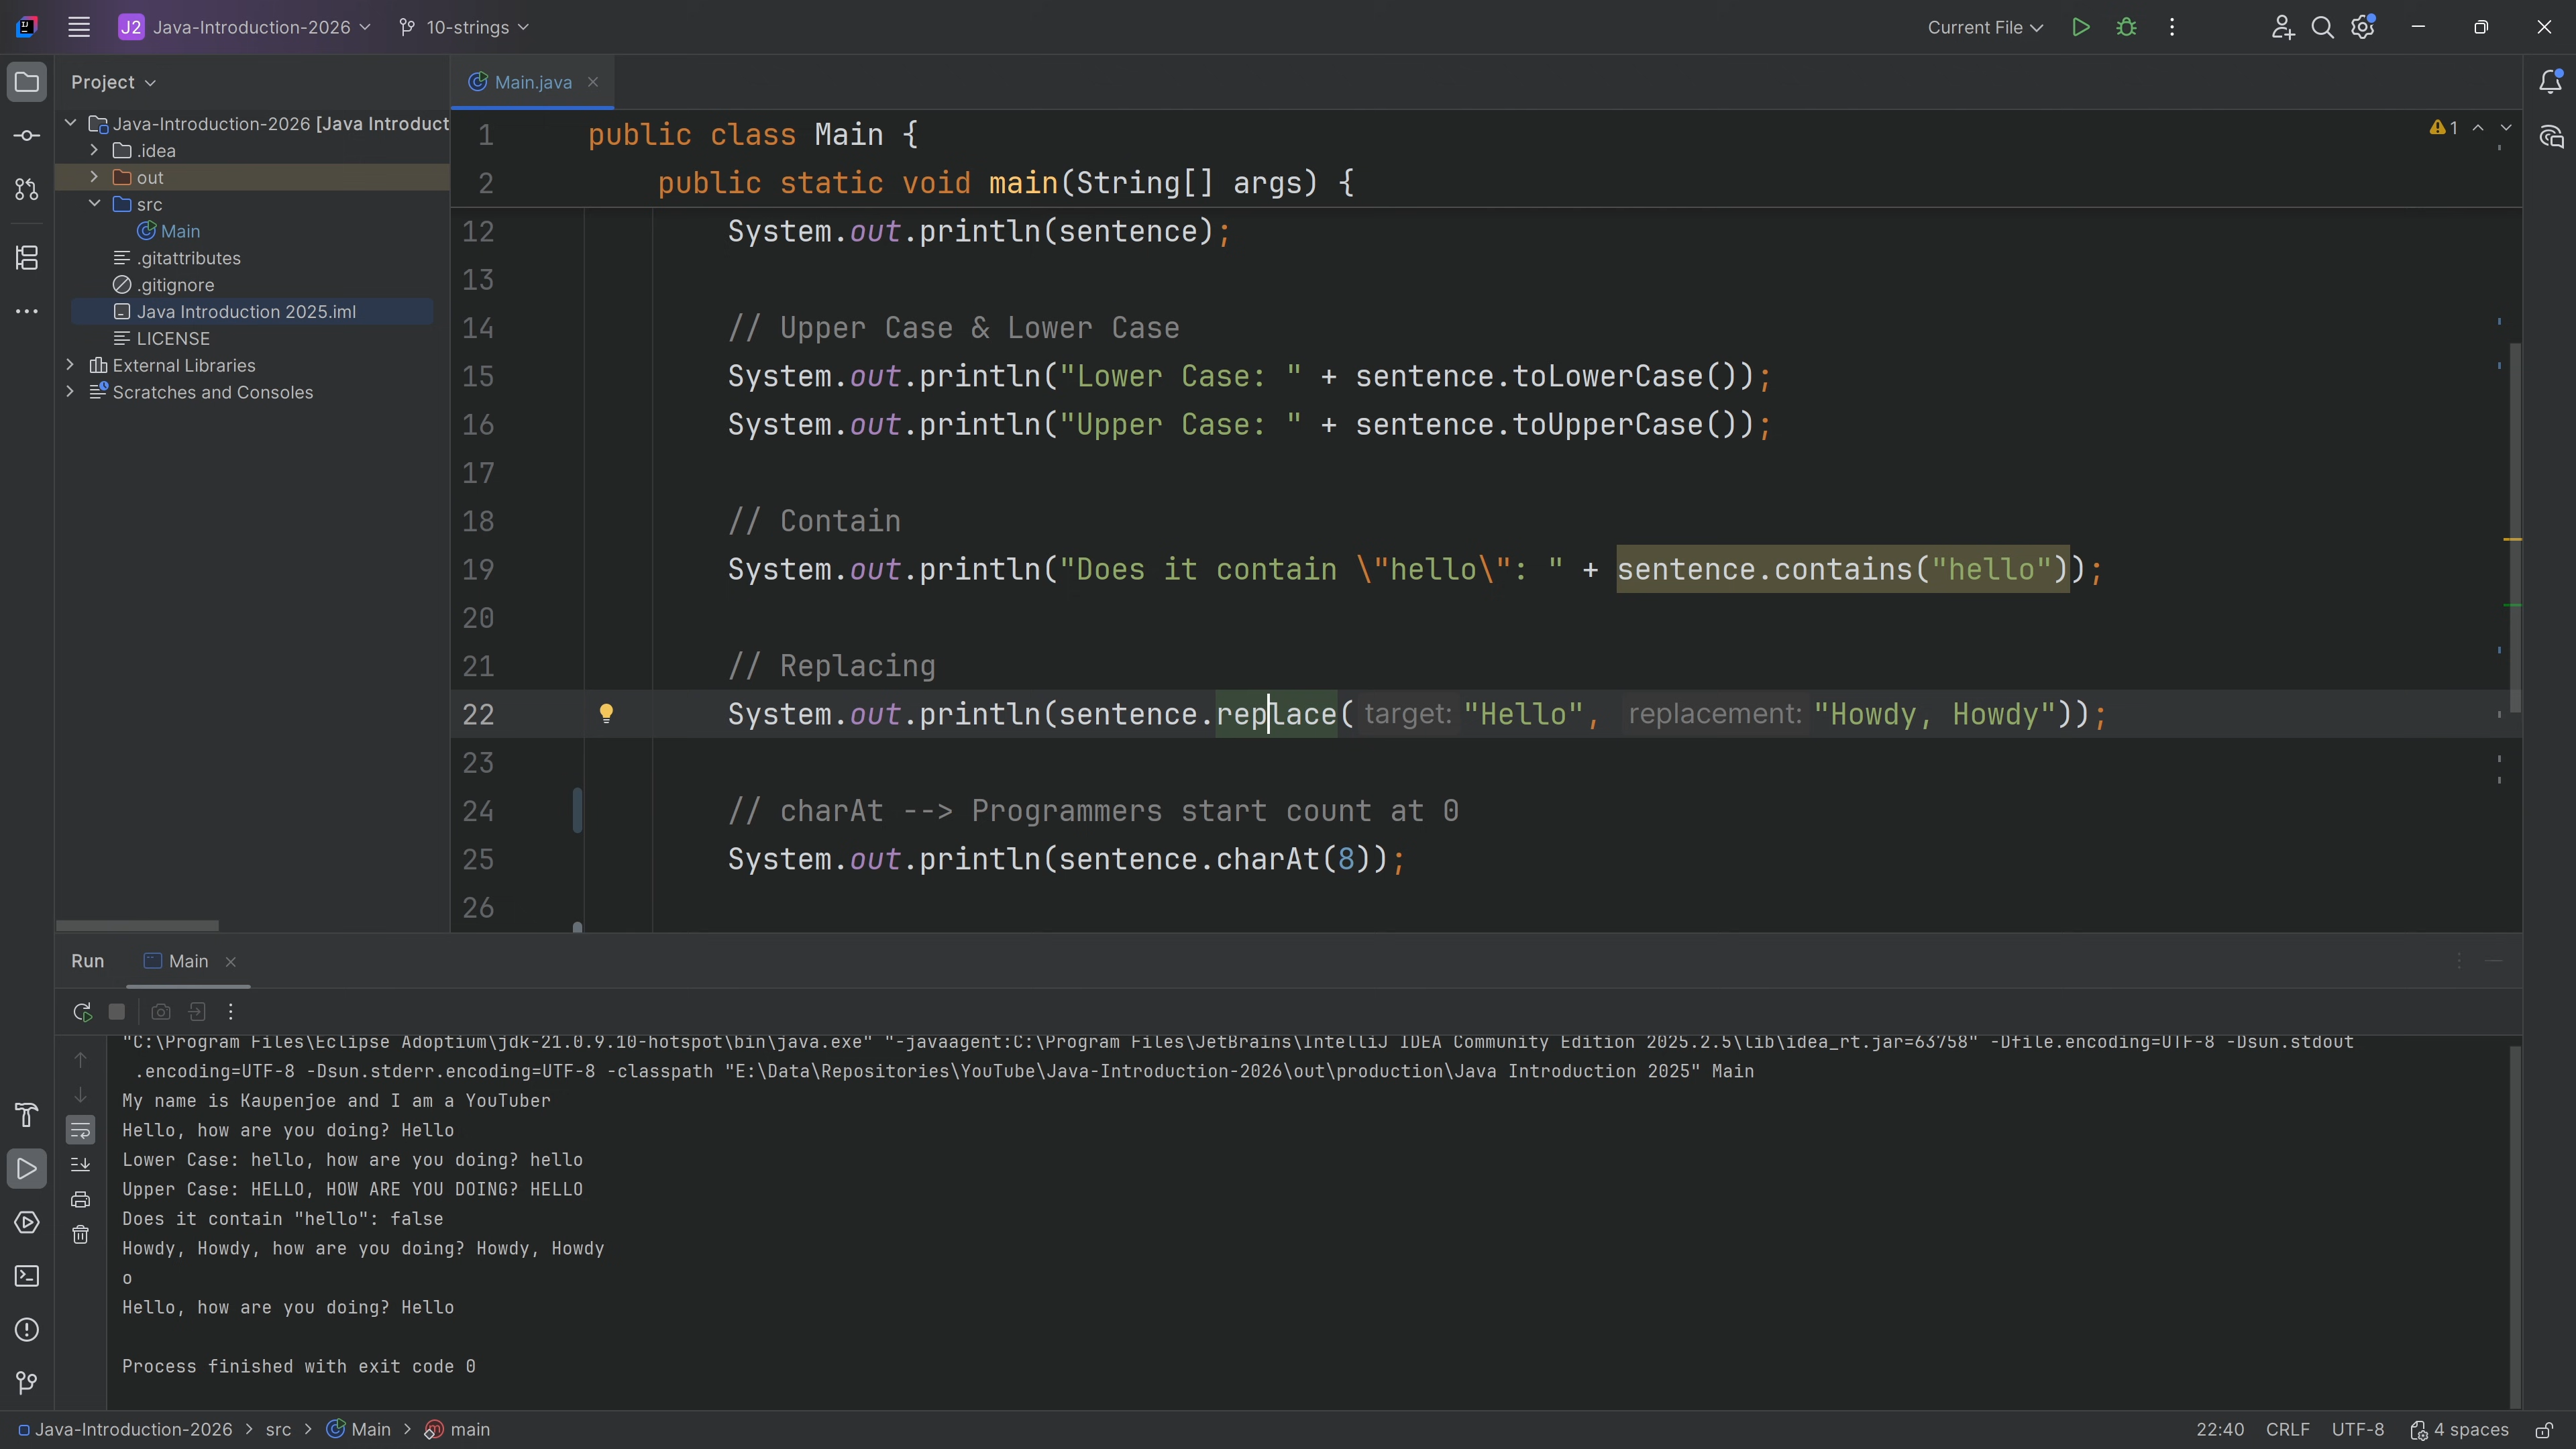 J2 Java-Introduction-2026 10-strings Current File
Project
Main.java
Java-Introduction-2026 [Java Introduct
.idea
out
src
Main
.gitattributes
.gitignore
Java Introduction 2025.iml
LICENSE
External Libraries
Scratches and Consoles
1 public class Main {
2 public static void main(String[] args) {
12 System.out.println(sentence);
13
14 // Upper Case & Lower Case
15 System.out.println("Lower Case: " + sentence.toLowerCase());
16 System.out.println("Upper Case: " + sentence.toUpperCase());
17
18 // Contain
19 System.out.println("Does it contain \"hello\": " + sentence.contains("hello"));
20
21 // Replacing
22 System.out.println(sentence.replace( target: "Hello", replacement: "Howdy, Howdy"));
23
24 // charAt --> Programmers start count at 0
25 System.out.println(sentence.charAt(8));
26
1
Run Main
"C:\Program Files\Eclipse Adoptium\jdk-21.0.9.10-hotspot\bin\java.exe" "-javaagent:C:\Program Files\JetBrains\IntelliJ IDEA Community Edition 2025.2.5\lib\idea_rt.jar=63758" -Dfile.encoding=UTF-8 -Dsun.stdout
.encoding=UTF-8 -Dsun.stderr.encoding=UTF-8 -classpath "E:\Data\Repositories\YouTube\Java-Introduction-2026\out\production\Java Introduction 2025" Main
My name is Kaupenjoe and I am a YouTuber
Hello, how are you doing? Hello
Lower Case: hello, how are you doing? hello
Upper Case: HELLO, HOW ARE YOU DOING? HELLO
Does it contain "hello": false
Howdy, Howdy, how are you doing? Howdy, Howdy
o
Hello, how are you doing? Hello
Process finished with exit code 0
Java-Introduction-2026 > src > Main > main 22:40 CRLF UTF-8 4 spaces